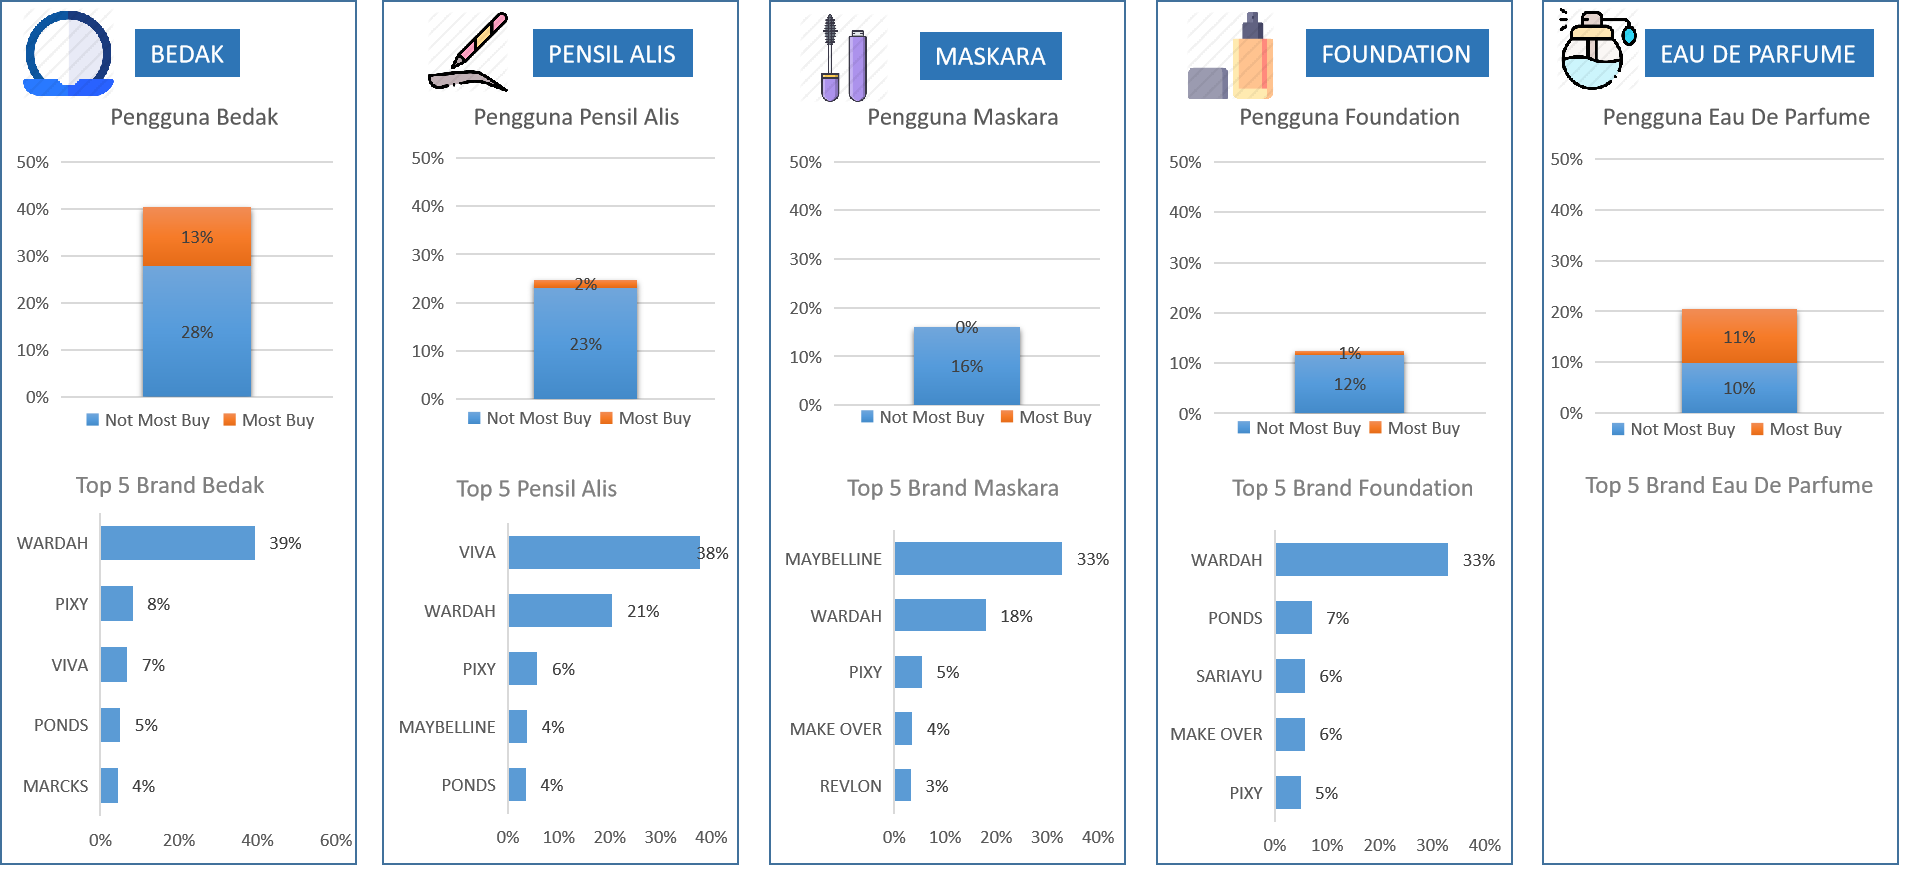 BEDAK
Pengguna Bedak
50%
40%
30%
20%
10%
0%
13%
28%
Not Most Buy
Most Buy
Top 5 Brand Bedak
WARDAH
39%
PIXY
8%
VIVA
7%
PONDS
5%
MARCKS
4%
0%
20%
40%
60%
PENSIL ALIS
Pengguna Pensil Alis
50%
40%
30%
20%
10%
0%
2%
23%
Not Most Buy
Most Buy
Top 5 Pensil Alis
VIVA
38%
WARDAH
21%
PIXY
6%
MAYBELLINE
4%
PONDS
4%
0%
10%
20%
30%
40%
MASKARA
Pengguna Maskara
50%
40%
30%
20%
10%
0%
0%
16%
Not Most Buy
Most Buy
Top 5 Brand Maskara
MAYBELLINE
33%
WARDAH
18%
PIXY
5%
MAKE OVER
4%
REVLON
3%
0%
10%
20%
30%
40%
FOUNDATION
Pengguna Foundation
50%
40%
30%
20%
10%
0%
1%
12%
Not Most Buy
Most Buy
Top 5 Brand Foundation
WARDAH
33%
PONDS
7%
SARIAYU
6%
MAKE OVER
6%
PIXY
5%
0%
10%
20%
30%
40%
EAU DE PARFUME
Pengguna Eau De Parfume
50%
40%
30%
20%
10%
0%
11%
10%
Not Most Buy
Most Buy
Top 5 Brand Eau De Parfume